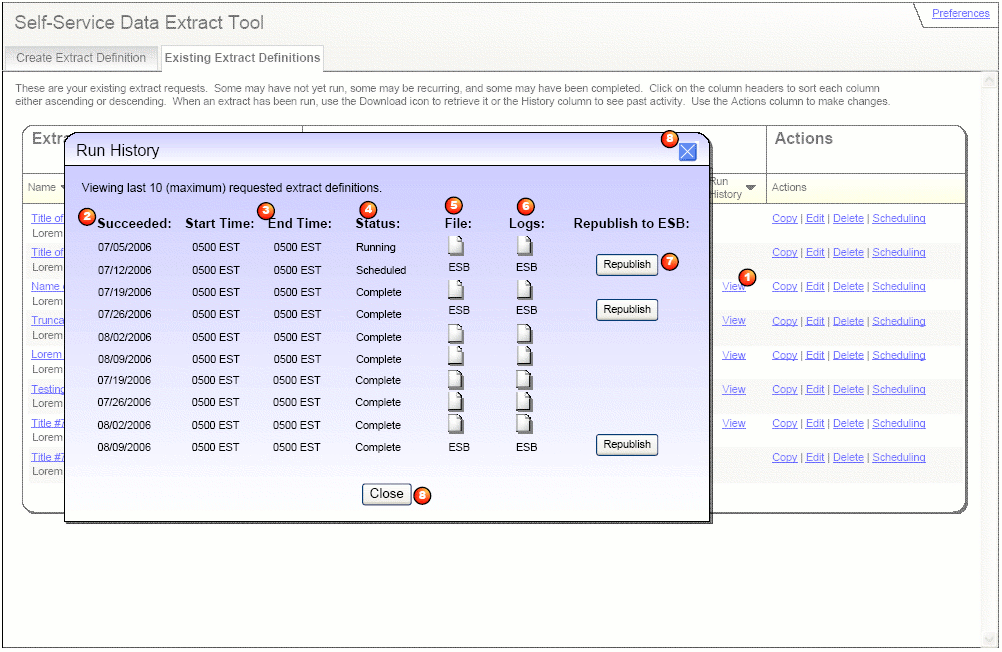 Preferences
Self-Service Data Extract Tool
Create Extract Definition
Existing Extract Definitions
These are your existing extract requests. Some may have not yet run, some may be recurring, and some may have been completed. Click on the column headers to sort each column
either ascending or descending. When an extract has been run, use the Download icon to retrieve it or the History column to see past activity. Use the Actions column to make changes.
Extr
Actions
Name
Run
History
Actions
Run History
8
Viewing last 10 (maximum) requested extract definitions.
2 Succeeded: Start Time: 3 End Time: 4 Status: 5 File: 6 Logs: Republish to ESB:
07/05/2006 0500 EST 0500 EST Running
07/12/2006 0500 EST 0500 EST Scheduled ESB ESB Republish 7
07/19/2006 0500 EST 0500 EST Complete
07/26/2006 0500 EST 0500 EST Complete ESB ESB Republish
08/02/2006 0500 EST 0500 EST Complete
08/09/2006 0500 EST 0500 EST Complete
07/19/2006 0500 EST 0500 EST Complete
07/26/2006 0500 EST 0500 EST Complete
08/02/2006 0500 EST 0500 EST Complete
08/09/2006 0500 EST 0500 EST Complete ESB ESB Republish
Close 8
Title of
Lorem
Copy | Edit | Delete | Scheduling
Title of
Lorem
Copy | Edit | Delete | Scheduling
Name
Lorem
View 1
Copy | Edit | Delete | Scheduling
Trunca
Lorem
View
Copy | Edit | Delete | Scheduling
Lorem
Lorem
View
Copy | Edit | Delete | Scheduling
Testing
Lorem
View
Copy | Edit | Delete | Scheduling
Title #7
Lorem
View
Copy | Edit | Delete | Scheduling
Title #7
Lorem
Copy | Edit | Delete | Scheduling